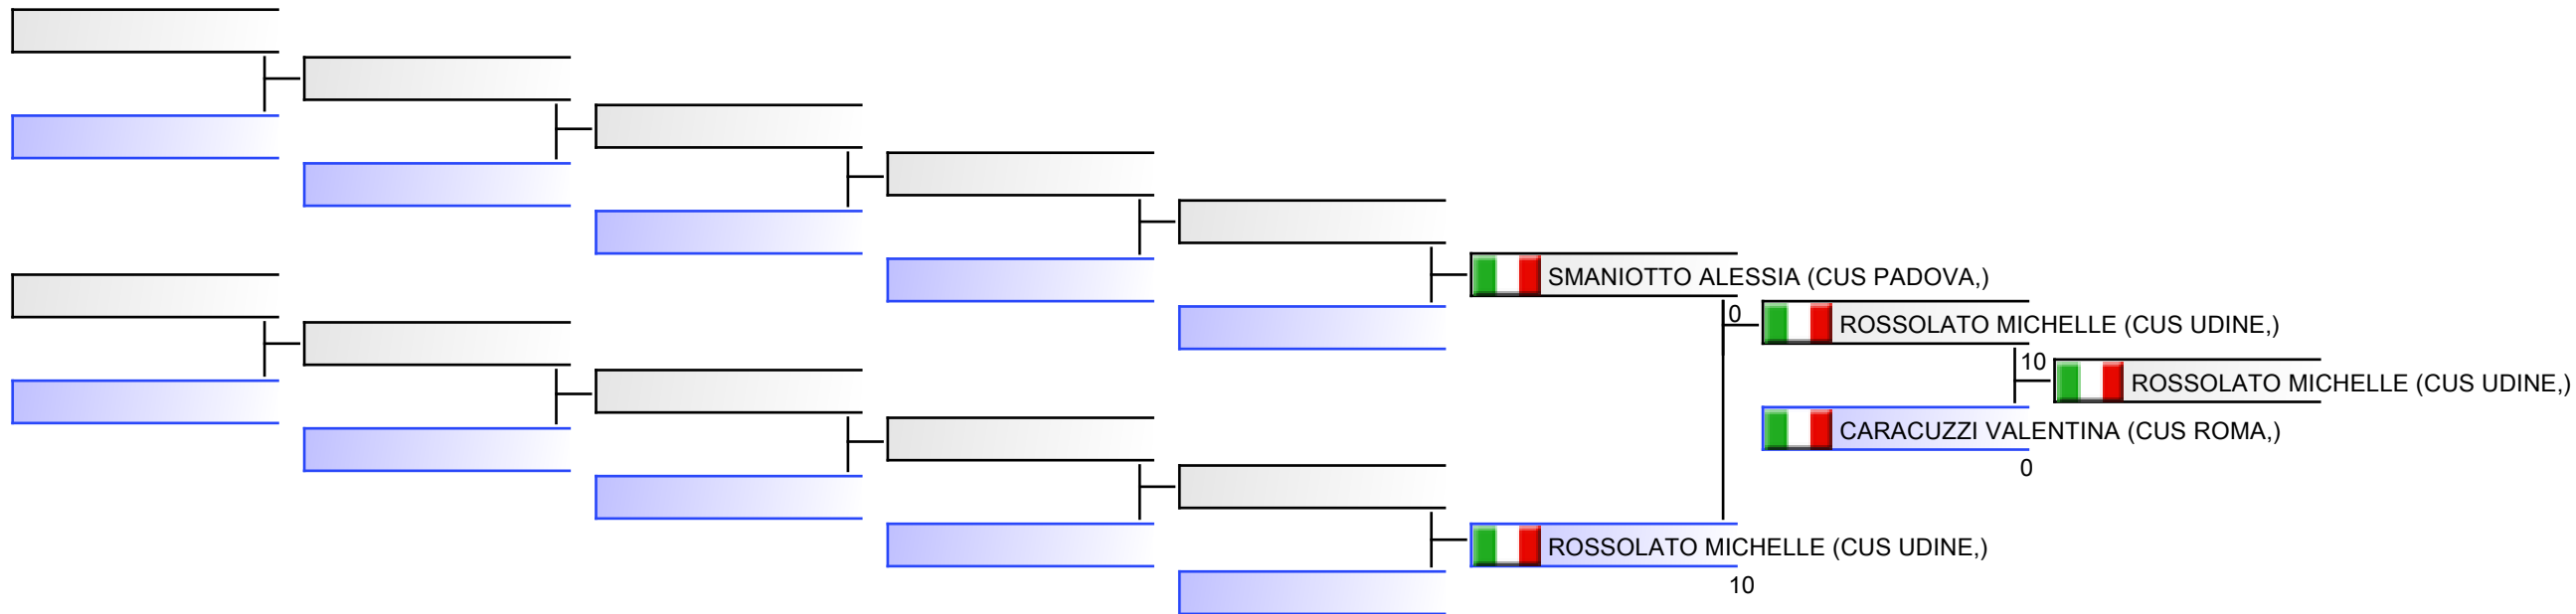 SMANIOTTO ALESSIA (CUS PADOVA,)
0
ROSSOLATO MICHELLE (CUS UDINE,)
10
ROSSOLATO MICHELLE (CUS UDINE,)
CARACUZZI VALENTINA (CUS ROMA,)
0
ROSSOLATO MICHELLE (CUS UDINE,)
10